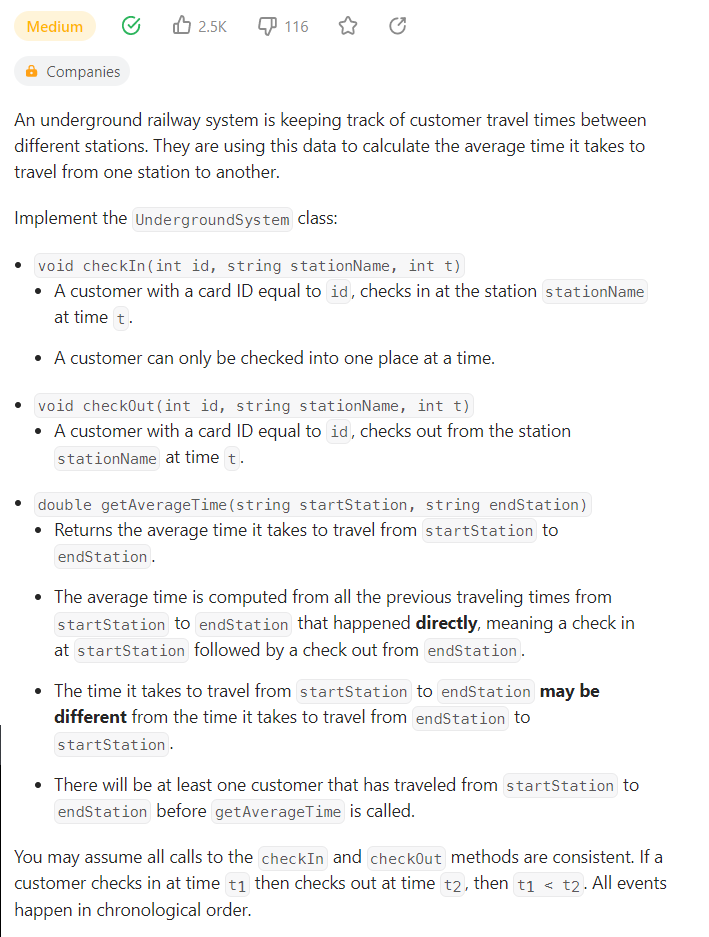 Medium 2.5K 116
Companies
An underground railway system is keeping track of customer travel times between
different stations. They are using this data to calculate the average time it takes to
travel from one station to another.
Implement the UndergroundSystem class:
• void checkIn(int id, string stationName, int t)
• A customer with a card ID equal to id, checks in at the station stationName
at time t.
• A customer can only be checked into one place at a time.
• void checkOut(int id, string stationName, int t)
• A customer with a card ID equal to id, checks out from the station
stationName at time t.
• double getAverageTime(string startStation, string endStation)
• Returns the average time it takes to travel from startStation to
endStation.
• The average time is computed from all the previous traveling times from
startStation to endStation that happened directly, meaning a check in
at startStation followed by a check out from endStation.
• The time it takes to travel from startStation to endStation may be
different from the time it takes to travel from endStation to
startStation.
• There will be at least one customer that has traveled from startStation to
endStation before getAverageTime is called.
You may assume all calls to the checkIn and checkOut methods are consistent. If a
customer checks in at time t1 then checks out at time t2, then t1 < t2. All events
happen in chronological order.